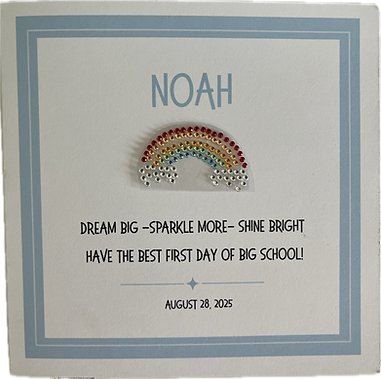 NOAH
DREAM BIG -SPARKLE MORE- SHINE BRIGHT
HAVE THE BEST FIRST DAY OF BIG SCHOOL!
AUGUST 28, 2025